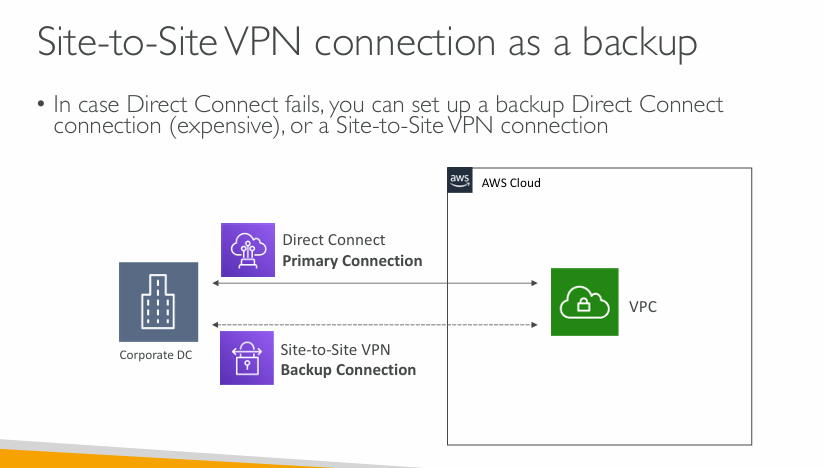 Site-to-Site VPN connection as a backup
• In case Direct Connect fails, you can set up a backup Direct Connect
connection (expensive), or a Site-to-Site VPN connection
aws
AWS Cloud
Direct Connect
Primary Connection
VPC
Corporate DC
Site-to-Site VPN
Backup Connection